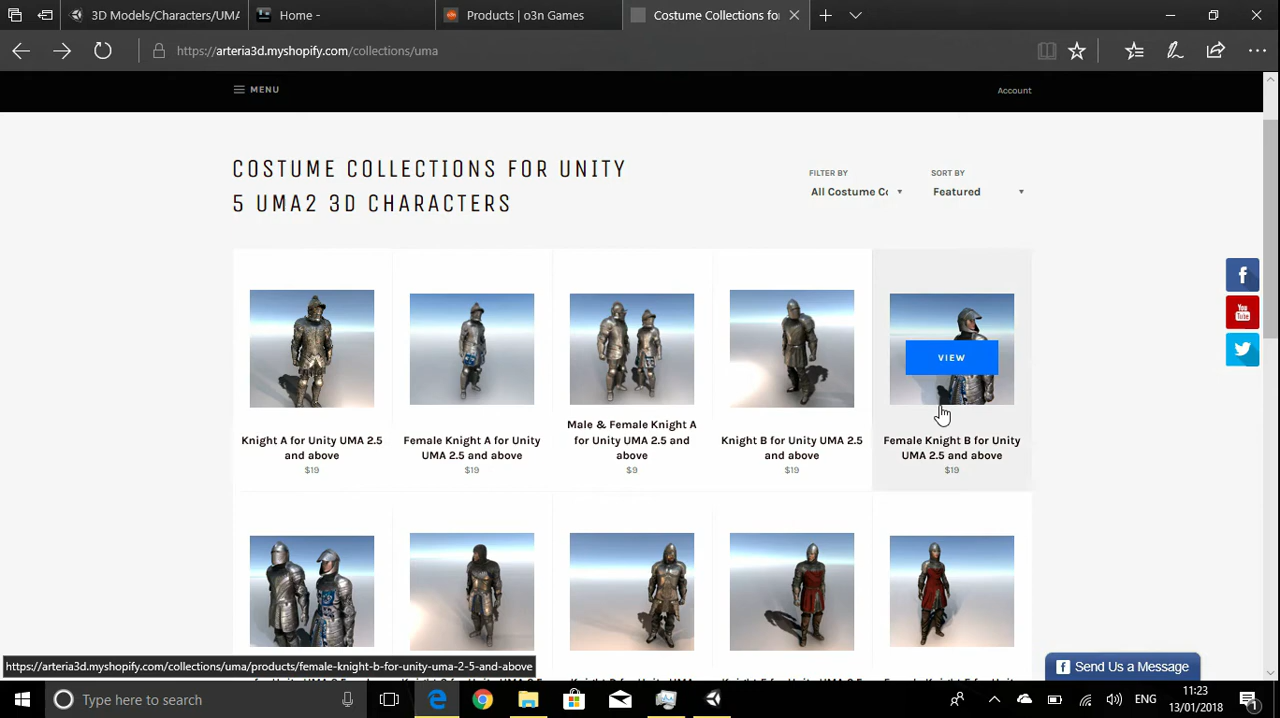 3D Models/Characters/UMA
Home -
Products | o3n Games
Costume Collections fo
https://arteria3d.myshopify.com/collections/uma
MENU
Account
COSTUME COLLECTIONS FOR UNITY
5 UMA2 3D CHARACTERS
FILTER BY
All Costume Co
SORT BY
Featured
VIEW
Knight A for Unity UMA 2.5
and above
$19
Female Knight A for Unity
UMA 2.5 and above
$19
Male & Female Knight A
for Unity UMA 2.5 and
above
$9
Knight B for Unity UMA 2.5
and above
$19
Female Knight B for Unity
UMA 2.5 and above
$19
You
Tube
https://arteria3d.myshopify.com/collections/uma/products/female-knight-b-for-unity-uma-2-5-and-above
Send Us a Message
Type here to search
ENG
11:23
13/01/2018
1